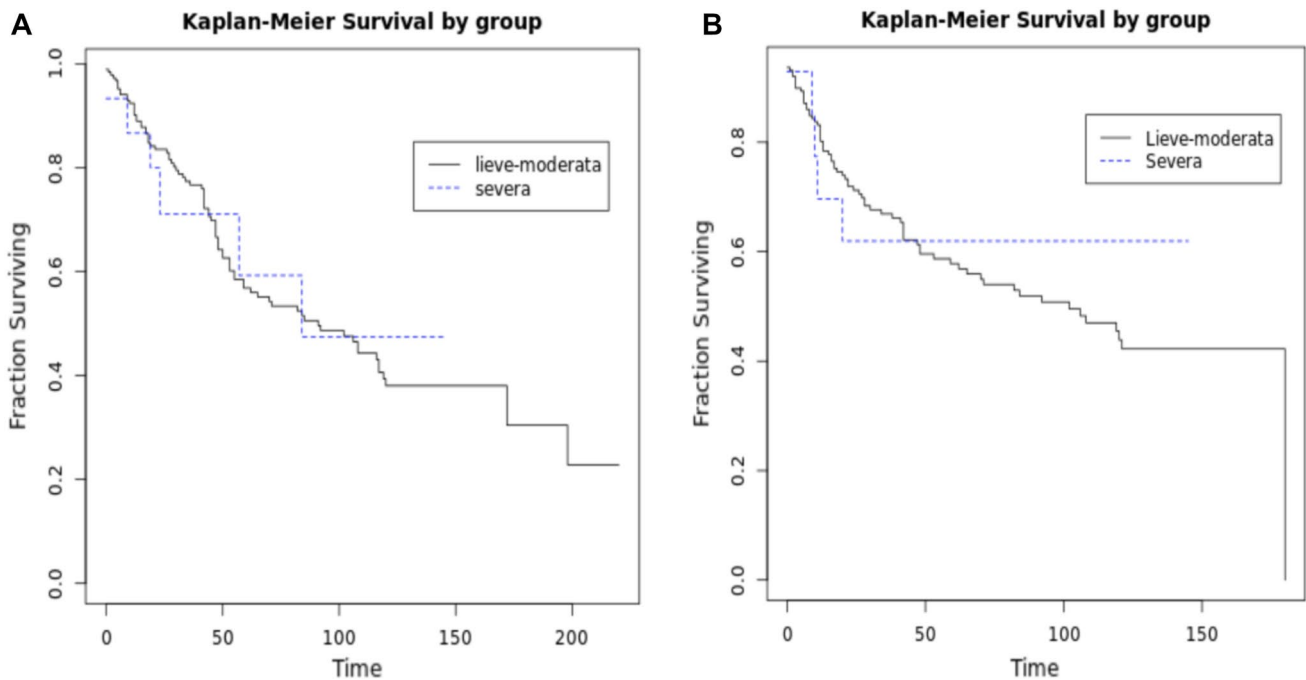 A
Kaplan-Meier Survival by group
Fraction Surviving
1.0
0.8
0.6
0.4
0.2
0.0
lieve-moderata
severa
0 50 100 150 200
Time
B
Kaplan-Meier Survival by group
Fraction Surviving
0.8
0.6
0.4
0.2
0.0
Lieve-moderata
Severa
0 50 100 150
Time